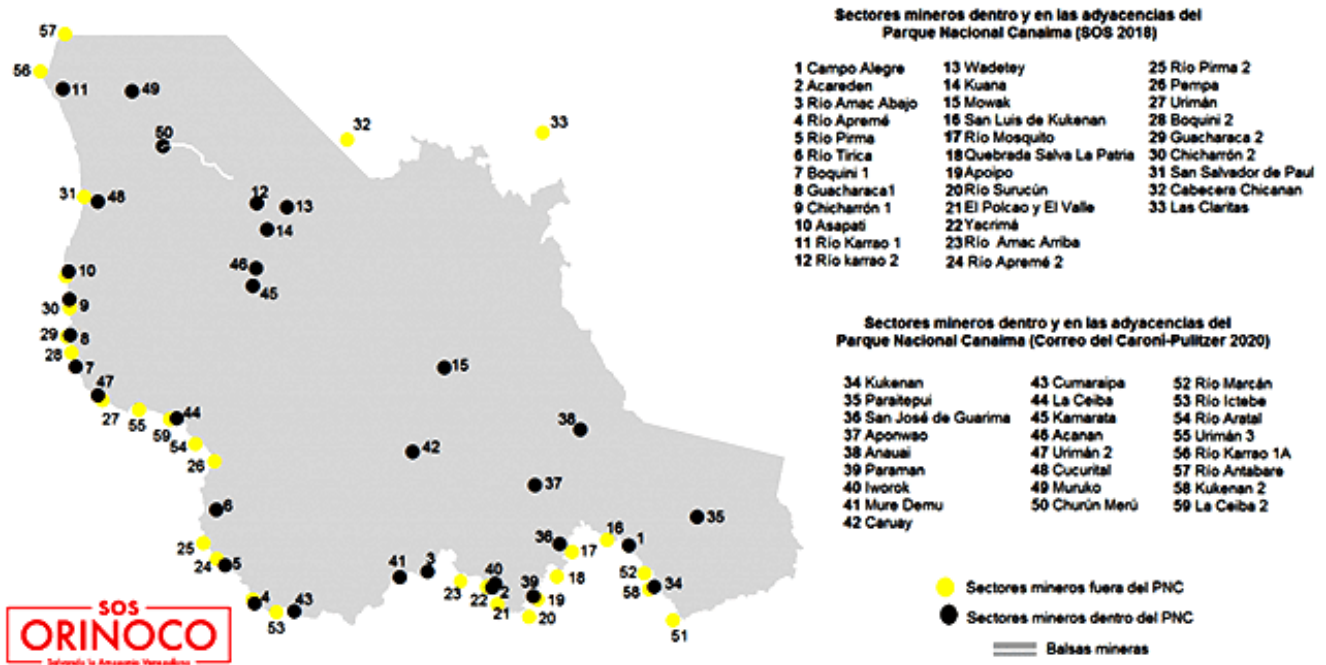 57
56
11
49
50
32
33
31
48
12
13
14
46
45
10
30
9
29
8
28
7
47
27
55
44
59
54
26
15
42
38
37
6
35
25
24
5
36
16
1
17
41
3
40
39
18
52
34
58
4
53
43
23
22
2
21
19
20
51
Sectores mineros dentro y en las adyacencias del
Parque Nacional Canaima (SOS 2018)
1 Campo Alegre
2 Acareden
3 Río Amac Abajo
4 Río Apremé
5 Río Pirma
6 Río Tirica
7 Boquini 1
8 Guacharaca1
9 Chicharrón 1
10 Asapati
11 Río Karrao 1
12 Río karrao 2
13 Wadetey
14 Kuana
15 Mowak
16 San Luis de Kukenan
17 Río Mosquito
18 Quebrada Salva La Patria
19 Apoipo
20 Río Surucún
21 El Polcao y El Valle
22 Yacrimá
23 Río Amac Arriba
24 Río Apremé 2
25 Río Pirma 2
26 Pempa
27 Urimán
28 Boquini 2
29 Guacharaca 2
30 Chicharrón 2
31 San Salvador de Paul
32 Cabecera Chicanan
33 Las Claritas
Sectores mineros dentro y en las adyacencias del
Parque Nacional Canaima (Correo del Caroní-Pulitzer 2020)
34 Kukenan
35 Paraitepui
36 San José de Guarima
37 Aponwao
38 Anauai
39 Paraman
40 Iworok
41 Mure Demu
42 Caruay
43 Cumaraipa
44 La Ceiba
45 Kamarata
46 Acanan
47 Urimán 2
48 Cucurital
49 Muruko
50 Churún Merú
52 Río Marcán
53 Río Ictebe
54 Río Aratal
55 Urimán 3
56 Río Karrao 1A
57 Río Antabare
58 Kukenan 2
59 La Ceiba 2
Sectores mineros fuera del PNC
Sectores mineros dentro del PNC
Balsas mineras
SOS
ORINOCO
Salvando la Amazonía Venezolana